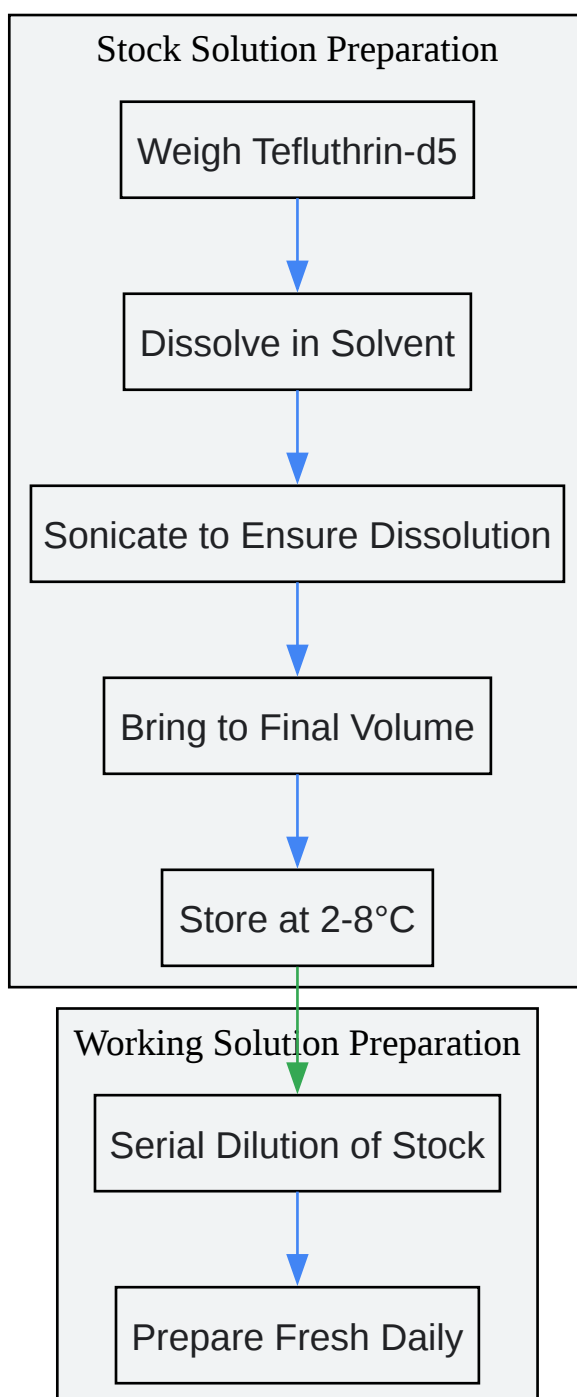 Stock Solution Preparation
Weigh Tefluthrin-d5
Dissolve in Solvent
Sonicate to Ensure Dissolution
Bring to Final Volume
Store at 2-8°C
Working Solution Preparation
Serial Dilution of Stock
Prepare Fresh Daily